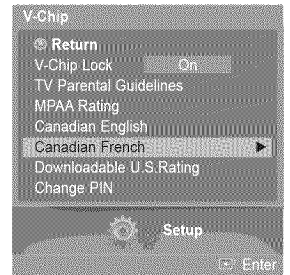 V-Chip
Return
V-Chip Lock On
TV Parental Guidelines
MPAA Rating
Canadian English
Canadian French
Downloadable U.S.Rating
Change PIN
Setup
Enter